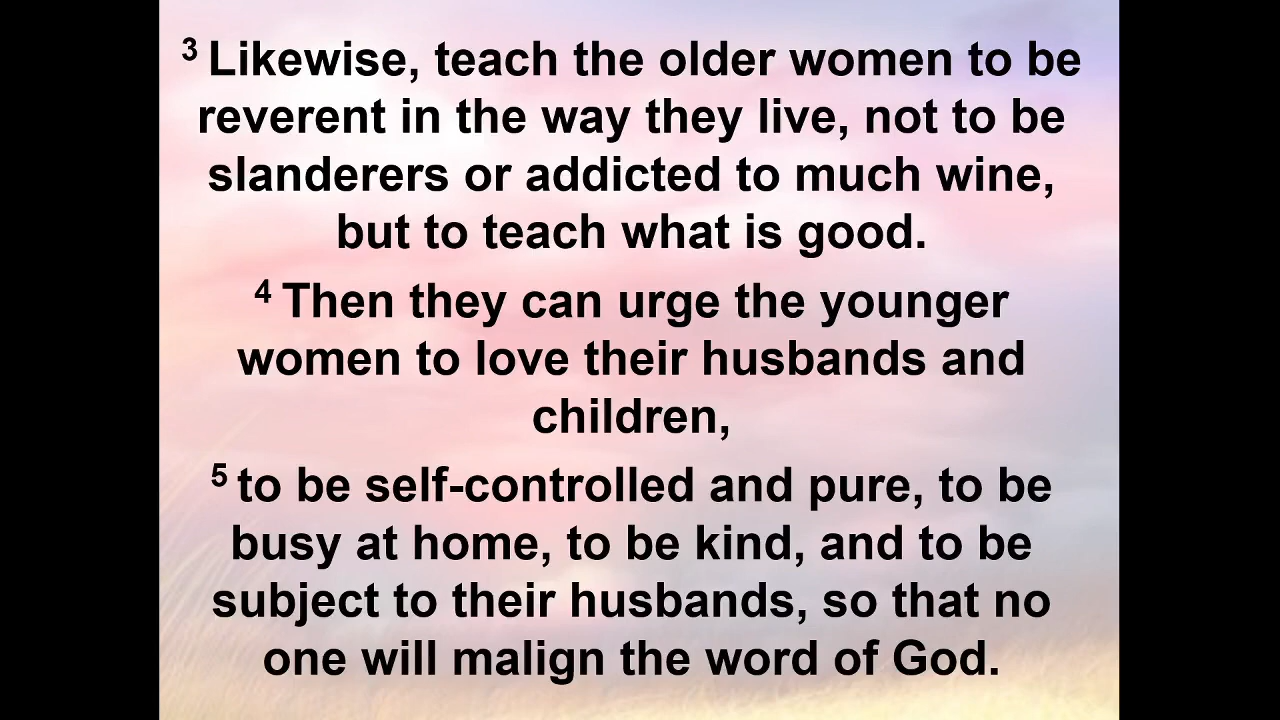 3 Likewise, teach the older women to be
reverent in the way they live, not to be
slanderers or addicted to much wine,
but to teach what is good.
4 Then they can urge the younger
women to love their husbands and
children,
5 to be self-controlled and pure, to be
busy at home, to be kind, and to be
subject to their husbands, so that no
one will malign the word of God.